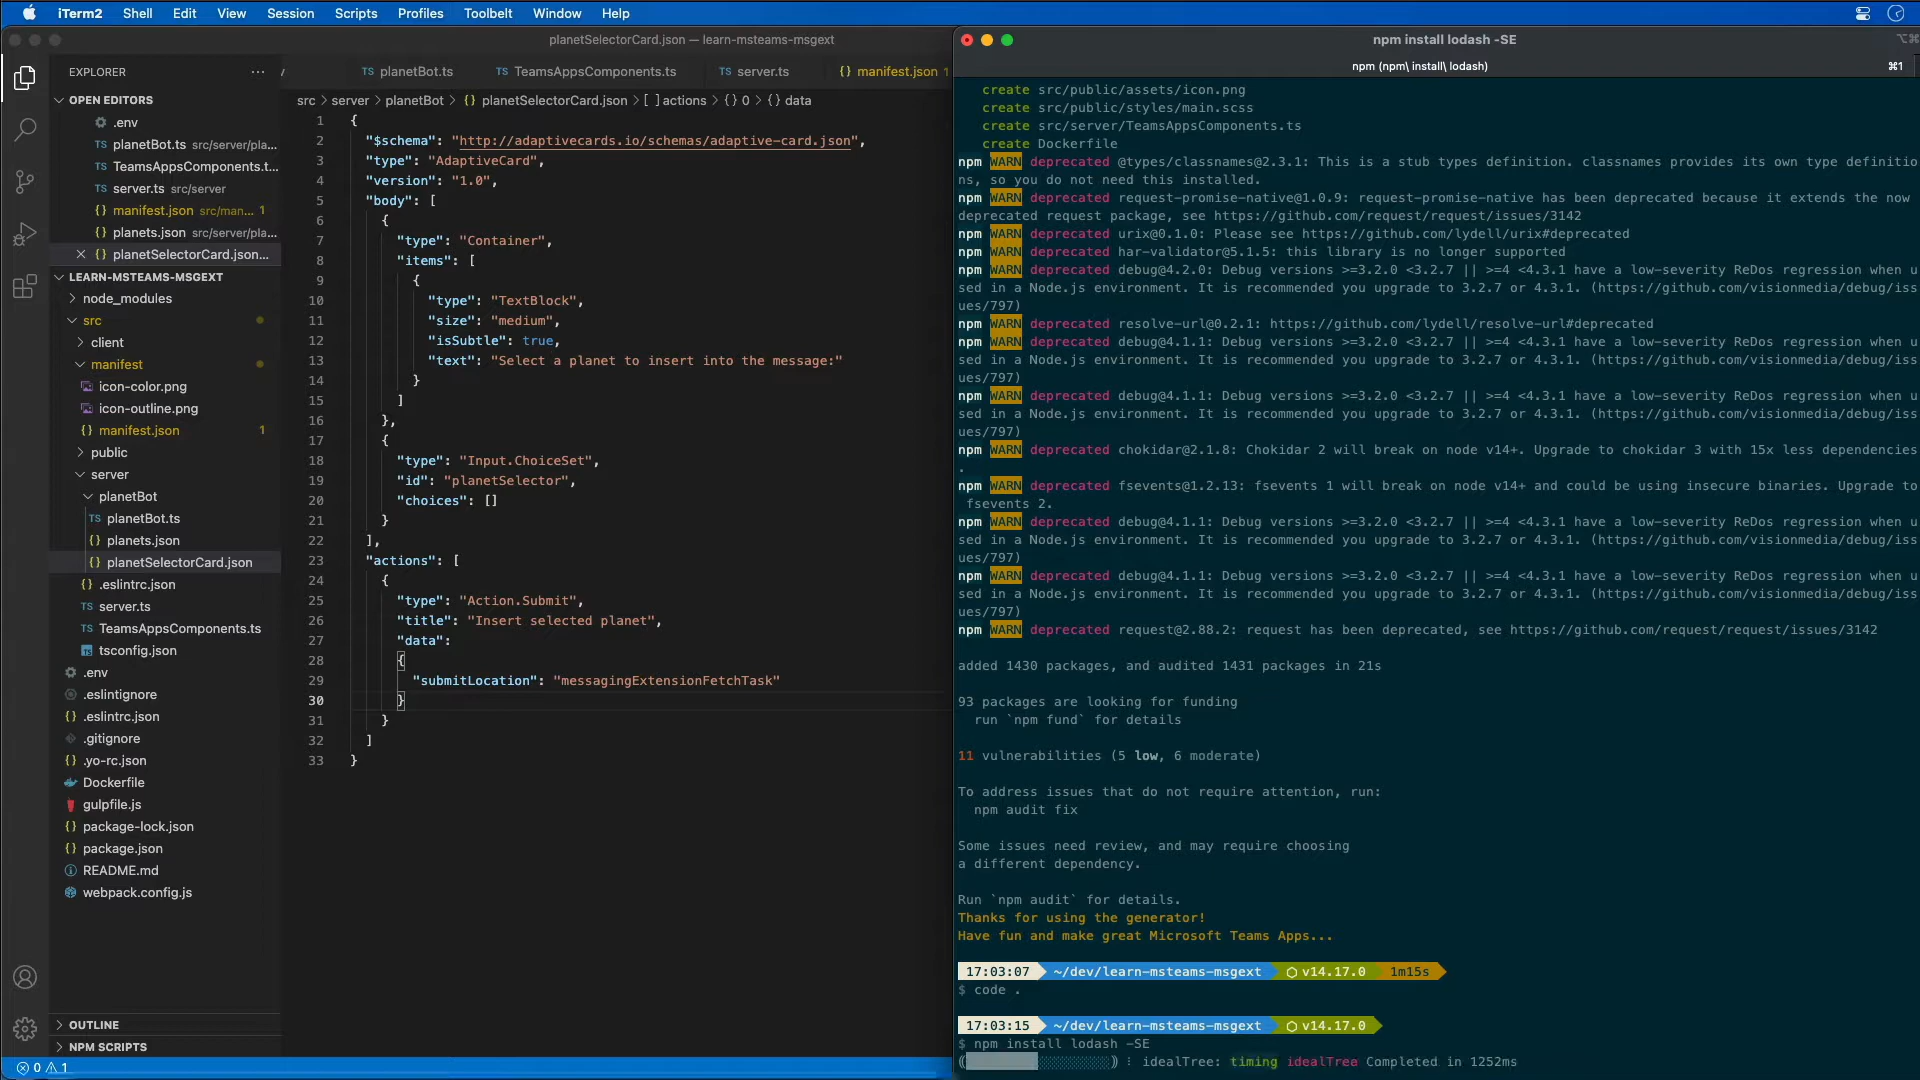 iTerm2 Shell Edit View Session Scripts Profiles Toolbelt Window Help
planetSelectorCard.json — learn-msteams-msgext
EXPLORER
OPEN EDITORS
.env
TS planetBot.ts src/server/pla...
TS TeamsAppsComponents.t...
TS server.ts src/server
{} manifest.json src/man... 1
{} planets.json src/server/pla...
{} planetSelectorCard.json...
LEARN-MSTEAMS-MSGEXT
node_modules
src
client
manifest
icon-color.png
icon-outline.png
{} manifest.json 1
public
server
planetBot
TS planetBot.ts
{} planets.json
{} planetSelectorCard.json
{} .eslintrc.json
TS server.ts
TS TeamsAppsComponents.ts
tsconfig.json
.env
.eslintignore
{} .eslintrc.json
.gitignore
{} .yo-rc.json
Dockerfile
gulpfile.js
{} package-lock.json
{} package.json
README.md
webpack.config.js
OUTLINE
NPM SCRIPTS
0 1
TS planetBot.ts TS TeamsAppsComponents.ts TS server.ts {} manifest.json 1
src > server > planetBot > {} planetSelectorCard.json > [ ] actions > {} 0 > {} data
1 {
2 "$schema": "http://adaptivecards.io/schemas/adaptive-card.json",
3 "type": "AdaptiveCard",
4 "version": "1.0",
5 "body": [
6 {
7 "type": "Container",
8 "items": [
9 {
10 "type": "TextBlock",
11 "size": "medium",
12 "isSubtle": true,
13 "text": "Select a planet to insert into the message:"
14 }
15 ]
16 },
17 {
18 "type": "Input.ChoiceSet",
19 "id": "planetSelector",
20 "choices": []
21 }
22 ],
23 "actions": [
24 {
25 "type": "Action.Submit",
26 "title": "Insert selected planet",
27 "data":
28 {
29 "submitLocation": "messagingExtensionFetchTask"
30 }
31 }
32 ]
33 }
npm install lodash -SE
npm (npm\ install\ lodash) ⌘1
create src/public/assets/icon.png
create src/public/styles/main.scss
create src/server/TeamsAppsComponents.ts
create Dockerfile
npm WARN deprecated @types/classnames@2.3.1: This is a stub types definition. classnames provides its own type definitio
ns, so you do not need this installed.
npm WARN deprecated request-promise-native@1.0.9: request-promise-native has been deprecated because it extends the now
deprecated request package, see https://github.com/request/request/issues/3142
npm WARN deprecated urix@0.1.0: Please see https://github.com/lydell/urix#deprecated
npm WARN deprecated har-validator@5.1.5: this library is no longer supported
npm WARN deprecated debug@4.2.0: Debug versions >=3.2.0 <3.2.7 || >=4 <4.3.1 have a low-severity ReDos regression when u
sed in a Node.js environment. It is recommended you upgrade to 3.2.7 or 4.3.1. (https://github.com/visionmedia/debug/iss
ues/797)
npm WARN deprecated resolve-url@0.2.1: https://github.com/lydell/resolve-url#deprecated
npm WARN deprecated debug@4.1.1: Debug versions >=3.2.0 <3.2.7 || >=4 <4.3.1 have a low-severity ReDos regression when u
sed in a Node.js environment. It is recommended you upgrade to 3.2.7 or 4.3.1. (https://github.com/visionmedia/debug/iss
ues/797)
npm WARN deprecated debug@4.1.1: Debug versions >=3.2.0 <3.2.7 || >=4 <4.3.1 have a low-severity ReDos regression when u
sed in a Node.js environment. It is recommended you upgrade to 3.2.7 or 4.3.1. (https://github.com/visionmedia/debug/iss
ues/797)
npm WARN deprecated chokidar@2.1.8: Chokidar 2 will break on node v14+. Upgrade to chokidar 3 with 15x less dependencies
.
npm WARN deprecated fsevents@1.2.13: fsevents 1 will break on node v14+ and could be using insecure binaries. Upgrade to
fsevents 2.
npm WARN deprecated debug@4.1.1: Debug versions >=3.2.0 <3.2.7 || >=4 <4.3.1 have a low-severity ReDos regression when u
sed in a Node.js environment. It is recommended you upgrade to 3.2.7 or 4.3.1. (https://github.com/visionmedia/debug/iss
ues/797)
npm WARN deprecated debug@4.1.1: Debug versions >=3.2.0 <3.2.7 || >=4 <4.3.1 have a low-severity ReDos regression when u
sed in a Node.js environment. It is recommended you upgrade to 3.2.7 or 4.3.1. (https://github.com/visionmedia/debug/iss
ues/797)
npm WARN deprecated request@2.88.2: request has been deprecated, see https://github.com/request/request/issues/3142
added 1430 packages, and audited 1431 packages in 21s
93 packages are looking for funding
run `npm fund` for details
11 vulnerabilities (5 low, 6 moderate)
To address issues that do not require attention, run:
npm audit fix
Some issues need review, and may require choosing
a different dependency.
Run `npm audit` for details.
Thanks for using the generator!
Have fun and make great Microsoft Teams Apps...
17:03:07 ~/dev/learn-msteams-msgext v14.17.0 1m15s
$ code .
17:03:15 ~/dev/learn-msteams-msgext v14.17.0
$ npm install lodash -SE
⸨░░░░░░⸩ ⠇ idealTree: timing idealTree Completed in 1252ms